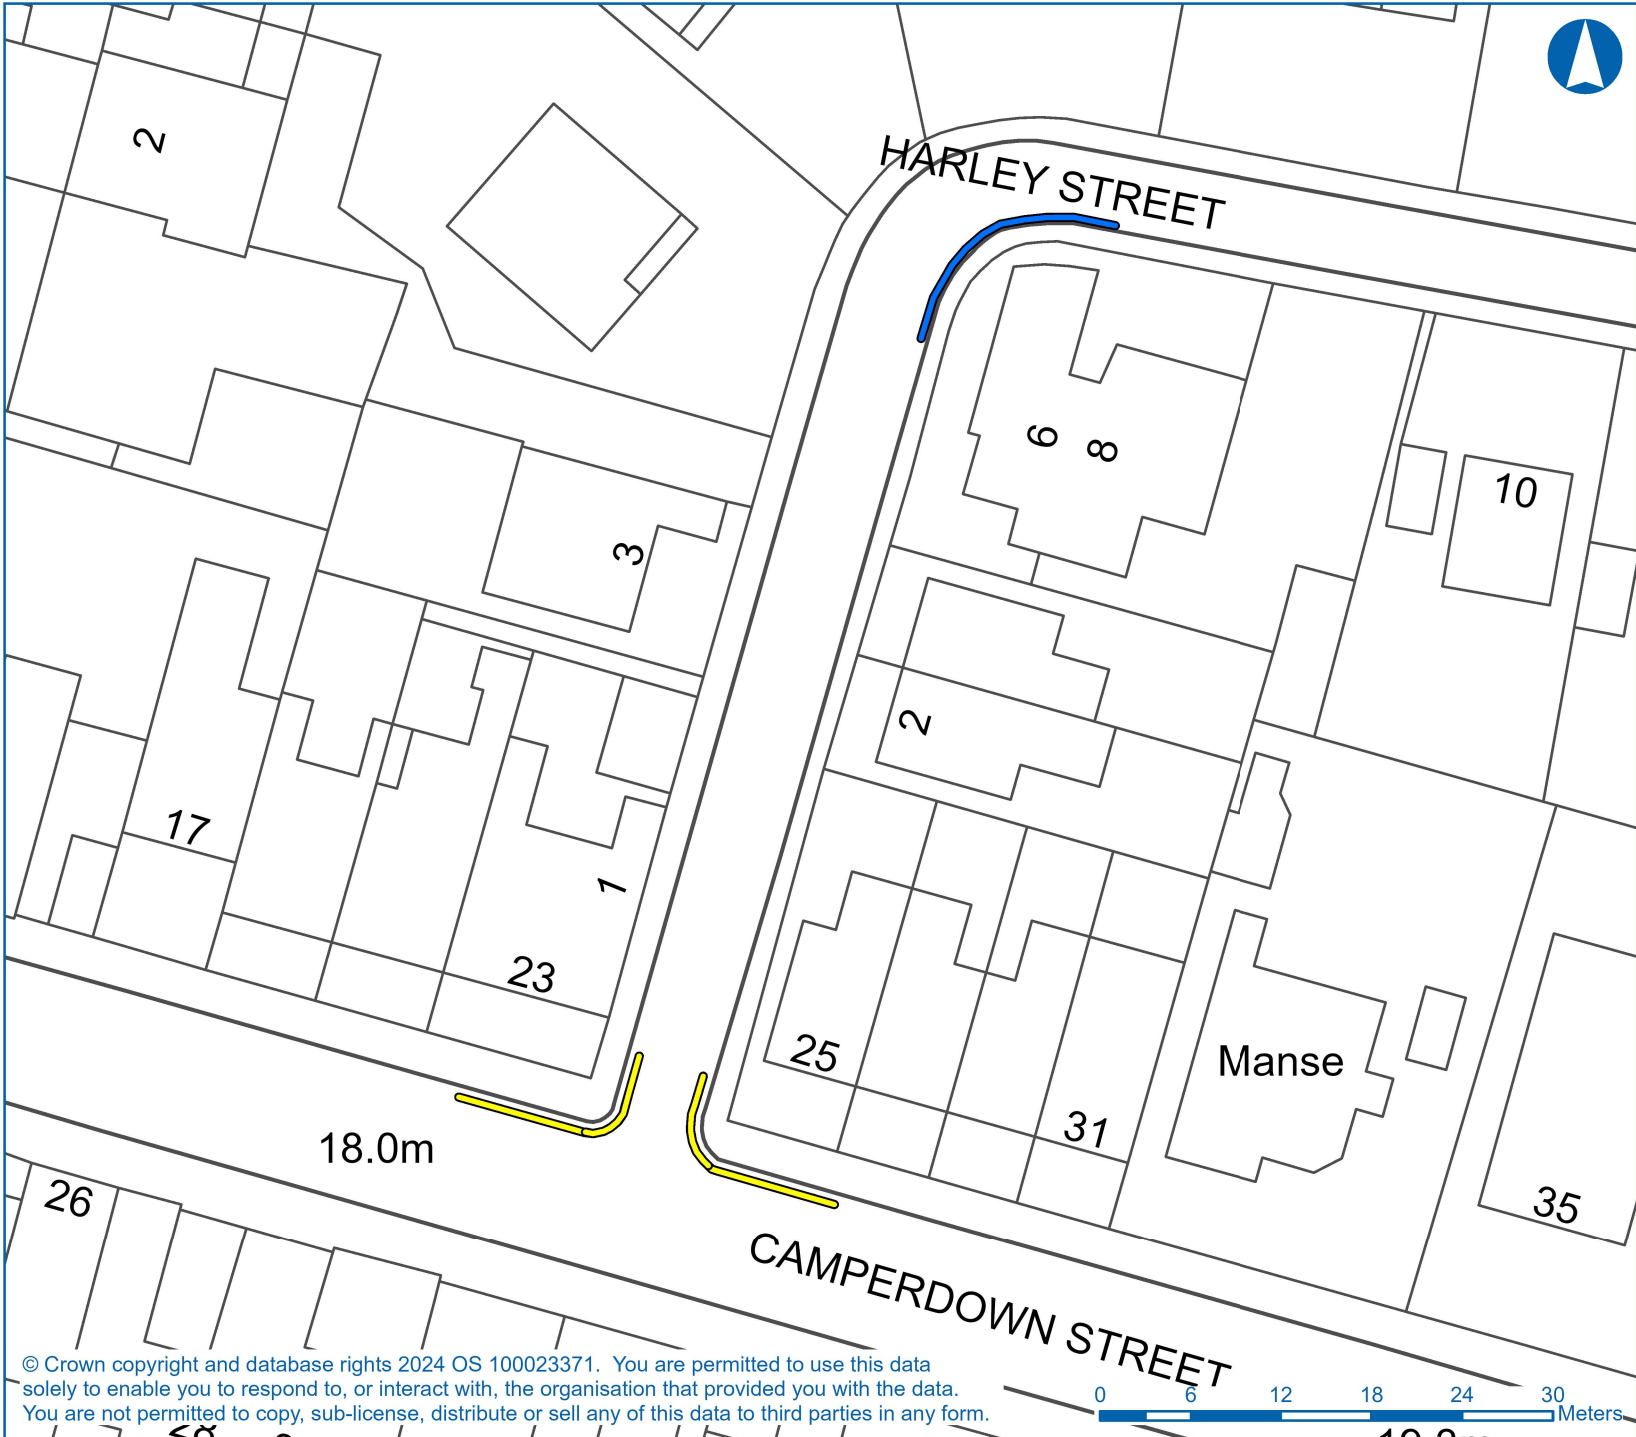 2
HARLEY STREET
6
8
10
3
2
17
1
23
25
Manse
31
18.0m
26
35
CAMPERDOWN STREET
© Crown copyright and database rights 2024 OS 100023371. You are permitted to use this data
solely to enable you to respond to, or interact with, the organisation that provided you with the data.
You are not permitted to copy, sub-license, distribute or sell any of this data to third parties in any form.
0 6 12 18 24 30
Meters